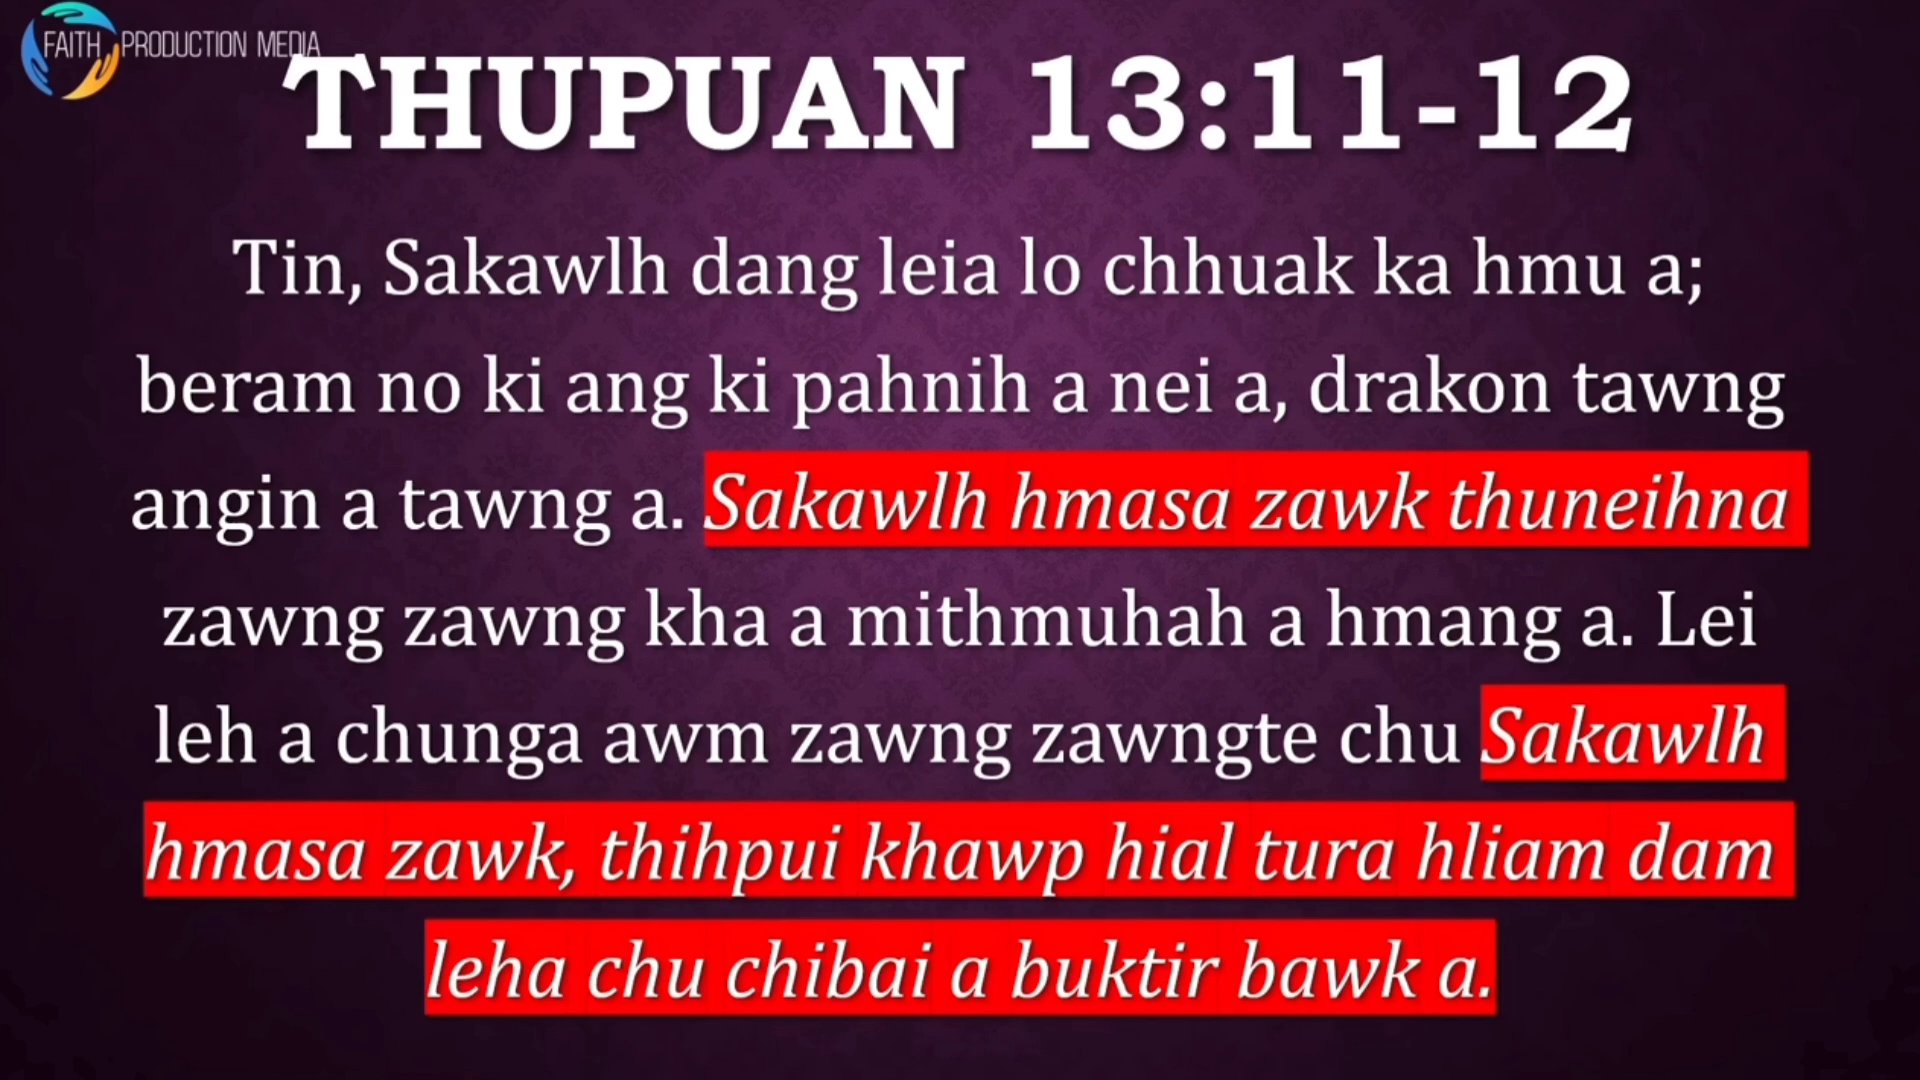 FAITH PRODUCTION MEDIA
THUPUAN 13:11-12
Tin, Sakawlh dang leia lo chhuak ka hmu a;
beram no ki ang ki pahnih a nei a, drakon tawng
angin a tawng a. Sakawlh hmasa zawk thuneihna
zawng zawng kha a mithmuhah a hmang a. Lei
leh a chunga awm zawng zawngte chu Sakawlh
hmasa zawk, thihpui khawp hial tura hliam dam
leha chu chibai a buktir bawk a.